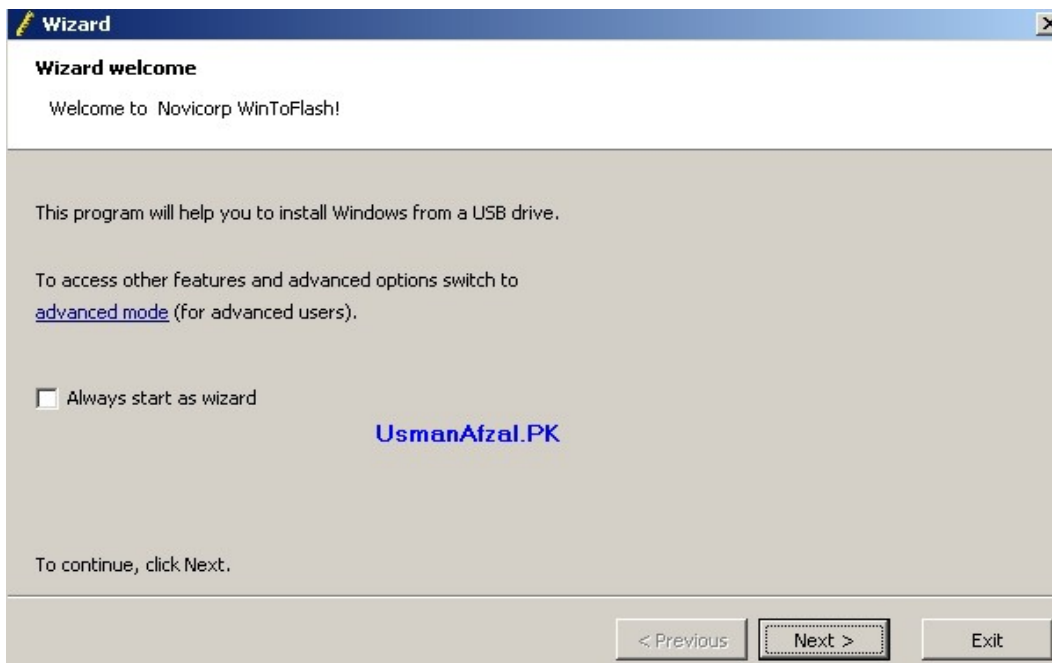 Wizard
Wizard welcome
Welcome to Novicorp WinToFlash!
This program will help you to install Windows from a USB drive.
To access other features and advanced options switch to
advanced mode (for advanced users).
Always start as wizard
UsmanAfzal.PK
To continue, click Next.
< Previous
Next >
Exit